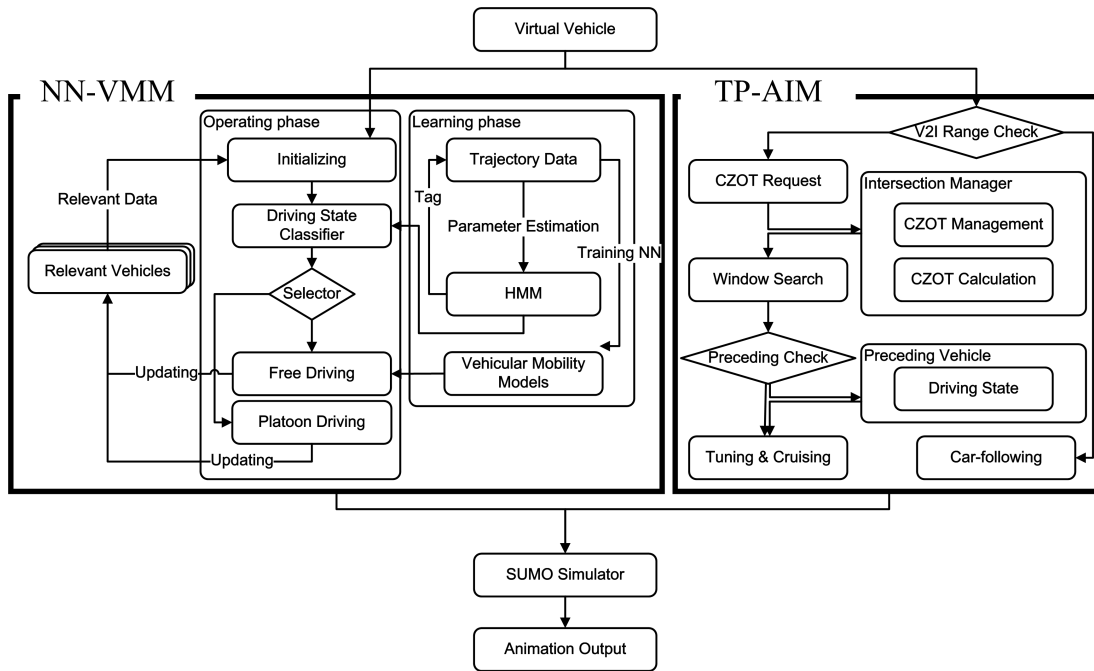 Virtual Vehicle
NN-VMM
TP-AIM
Operating phase
Learning phase
V2I Range Check
Initializing
Trajectory Data
CZOT Request
Intersection Manager
Relevant Data
Tag
Driving State
Classifier
Parameter Estimation
CZOT Management
Training NN
Relevant Vehicles
Window Search
CZOT Calculation
Selector
HMM
Preceding Check
Preceding Vehicle
Updating
Free Driving
Vehicular Mobility
Models
Driving State
Platoon Driving
Updating
Tuning & Cruising
Car-following
SUMO Simulator
Animation Output